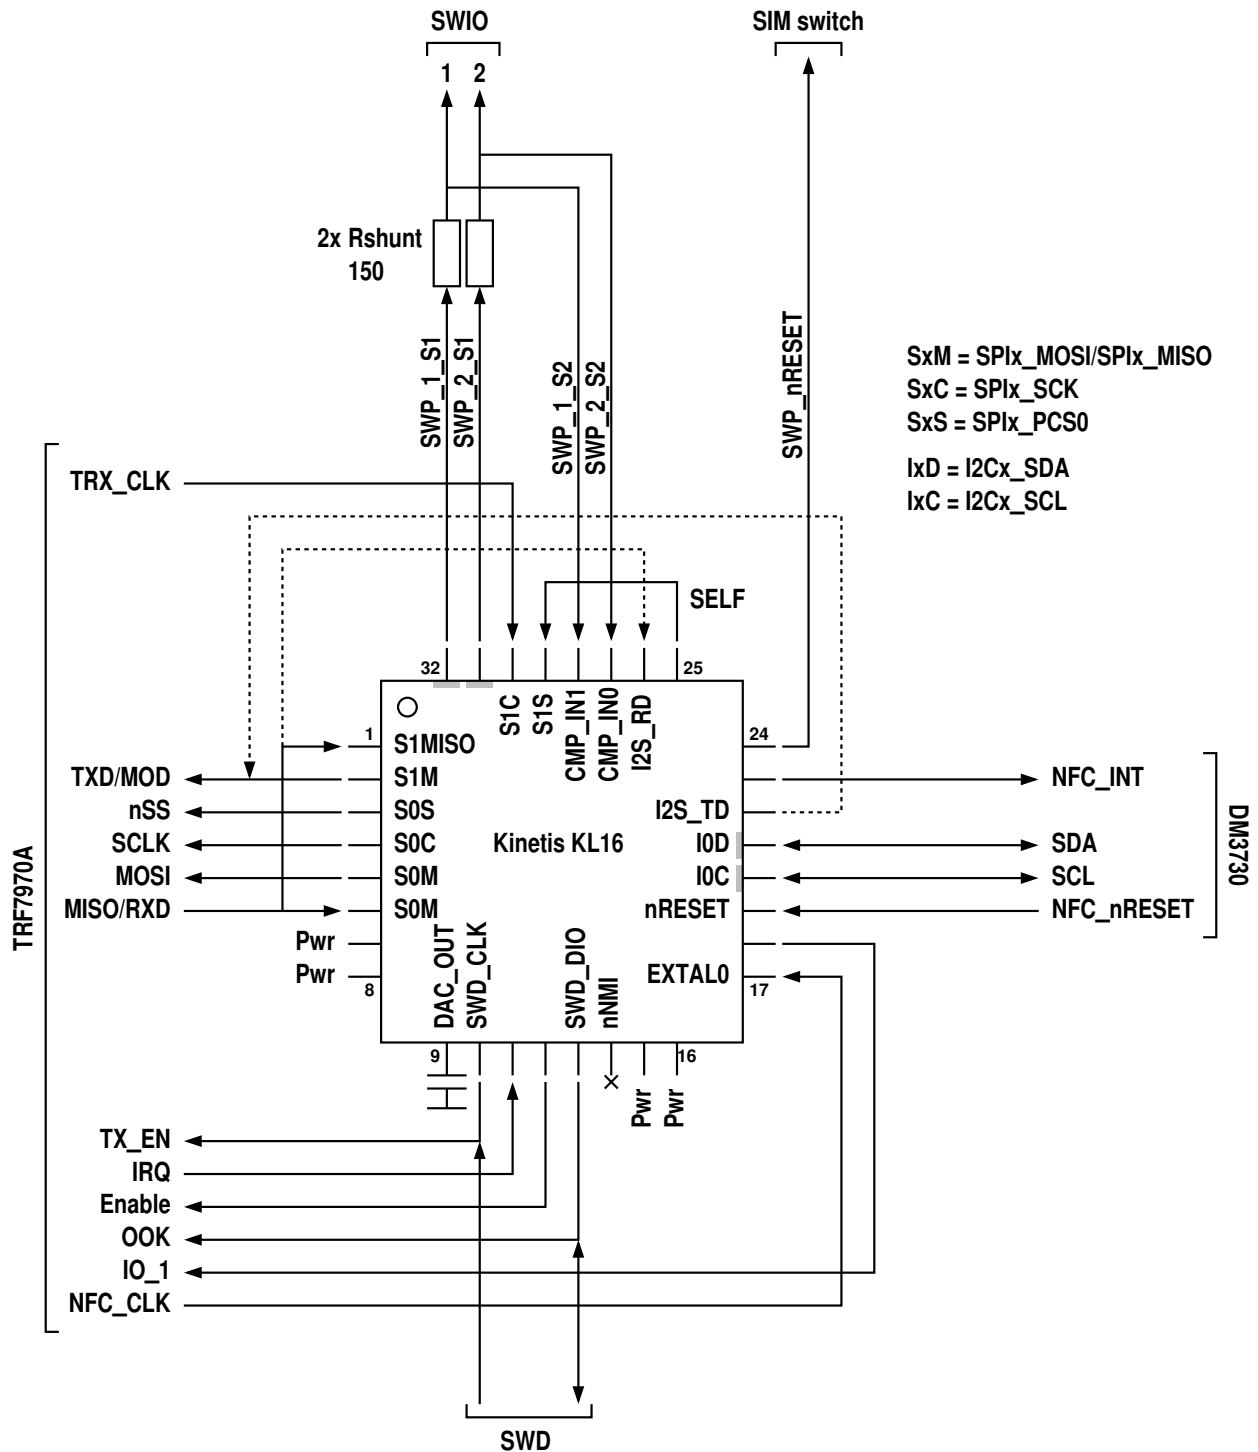 SWIO
SIM switch
1 2
2x Rshunt
150
SWP_1_S1
SWP_2_S1
SWP_1_S2
SWP_2_S2
SWP_nRESET
SxM = SPIx_MOSI/SPIx_MISO
SxC = SPIx_SCK
SxS = SPIx_PCS0
IxD = I2Cx_SDA
IxC = I2Cx_SCL
TRX_CLK
SELF
32
25
S1C
S1S
CMP_IN1
CMP_IN0
I2S_RD
1
S1MISO
24
TXD/MOD
S1M
NFC_INT
nSS
S0S
I2S_TD
SCLK
S0C
Kinetis KL16
I0D
SDA
MOSI
S0M
I0C
SCL
MISO/RXD
S0M
nRESET
NFC_nRESET
TRF7970A
DM3730
Pwr
Pwr
8
EXTAL0
17
DAC_OUT
SWD_CLK
SWD_DIO
nNMI
9
16
Pwr
Pwr
TX_EN
IRQ
Enable
OOK
IO_1
NFC_CLK
SWD